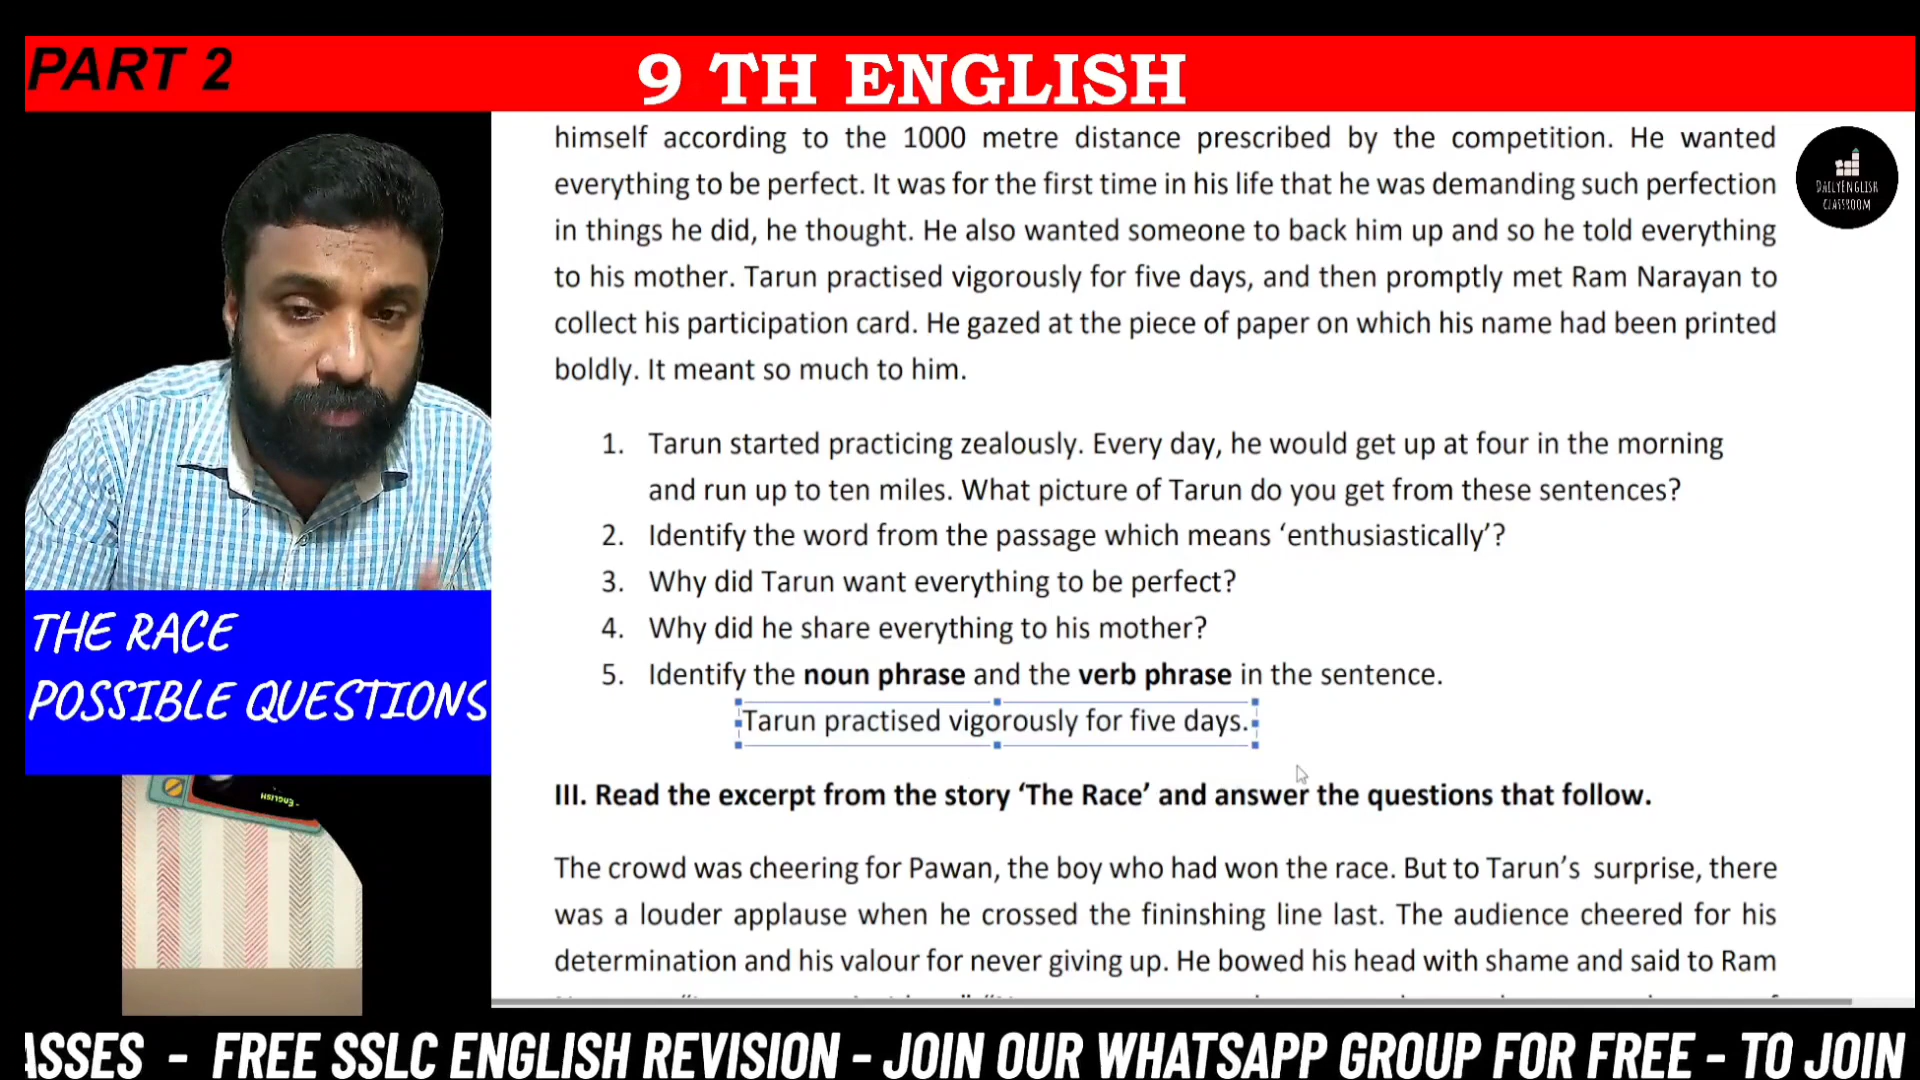 PART 2
9 TH ENGLISH
himself according to the 1000 metre distance prescribed by the competition. He wanted
everything to be perfect. It was for the first time in his life that he was demanding such perfection
in things he did, he thought. He also wanted someone to back him up and so he told everything
to his mother. Tarun practised vigorously for five days, and then promptly met Ram Narayan to
collect his participation card. He gazed at the piece of paper on which his name had been printed
boldly. It meant so much to him.
DAILYENGLISH
CLASSROOM
1. Tarun started practicing zealously. Every day, he would get up at four in the morning
and run up to ten miles. What picture of Tarun do you get from these sentences?
2. Identify the word from the passage which means ‘enthusiastically’?
3. Why did Tarun want everything to be perfect?
4. Why did he share everything to his mother?
5. Identify the noun phrase and the verb phrase in the sentence.
Tarun practised vigorously for five days.
III. Read the excerpt from the story ‘The Race’ and answer the questions that follow.
The crowd was cheering for Pawan, the boy who had won the race. But to Tarun’s surprise, there
was a louder applause when he crossed the fininshing line last. The audience cheered for his
determination and his valour for never giving up. He bowed his head with shame and said to Ram
THE RACE
POSSIBLE QUESTIONS
ENGLISH
ASSES - FREE SSLC ENGLISH REVISION - JOIN OUR WHATSAPP GROUP FOR FREE - TO JOIN